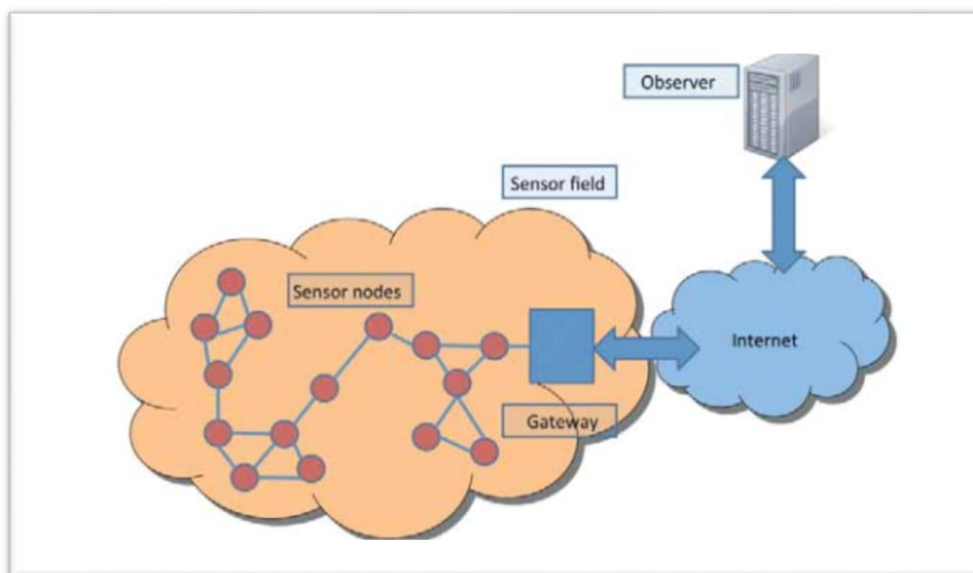 Observer
Sensor field
Sensor nodes
Internet
Gateway